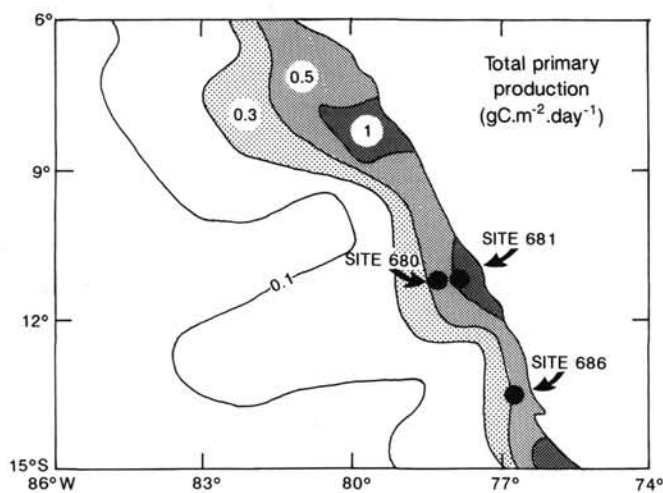 6°
Total primary
production
(gC.m⁻².day⁻¹)
0.5
0.3
1
9°
SITE 681
SITE 680
0.1
12°
SITE 686
15°S
86°W
83°
80°
77°
74°